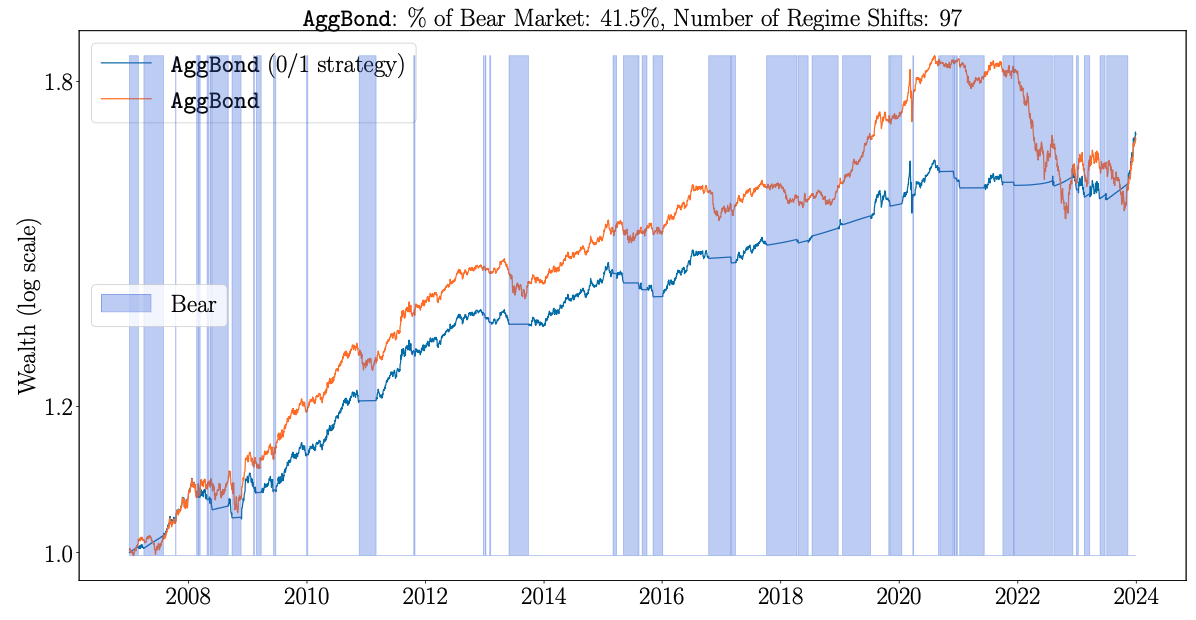 AggBond: % of Bear Market: 41.5%, Number of Regime Shifts: 97
AggBond (0/1 strategy)
AggBond
Bear
Wealth (log scale)
1.8
1.2
1.0
2008 2010 2012 2014 2016 2018 2020 2022 2024